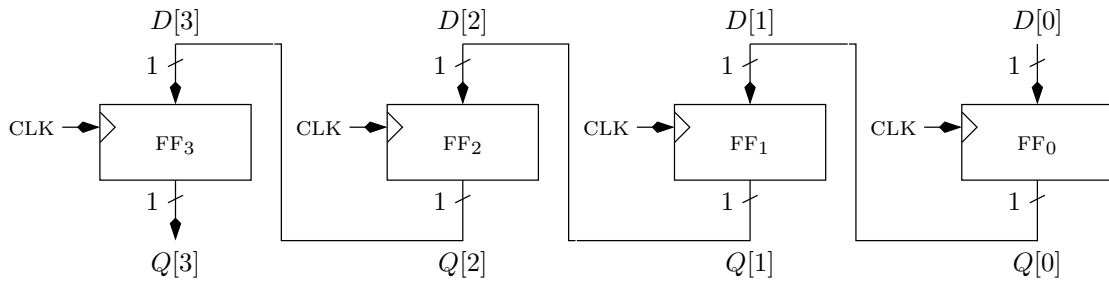 D[3] D[2] D[1] D[0]
1 1 1 1
CLK FF3 CLK FF2 CLK FF1 CLK FF0
1 1 1 1
Q[3] Q[2] Q[1] Q[0]